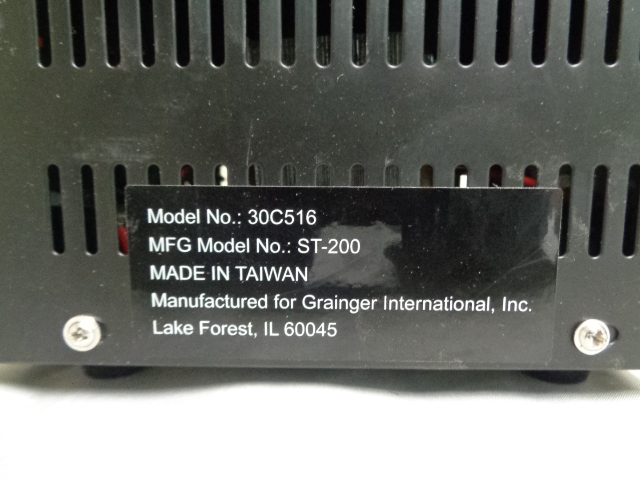 Model No.: 30C516
MFG Model No.: ST-200
MADE IN TAIWAN
Manufactured for Grainger International, Inc.
Lake Forest, IL 60045